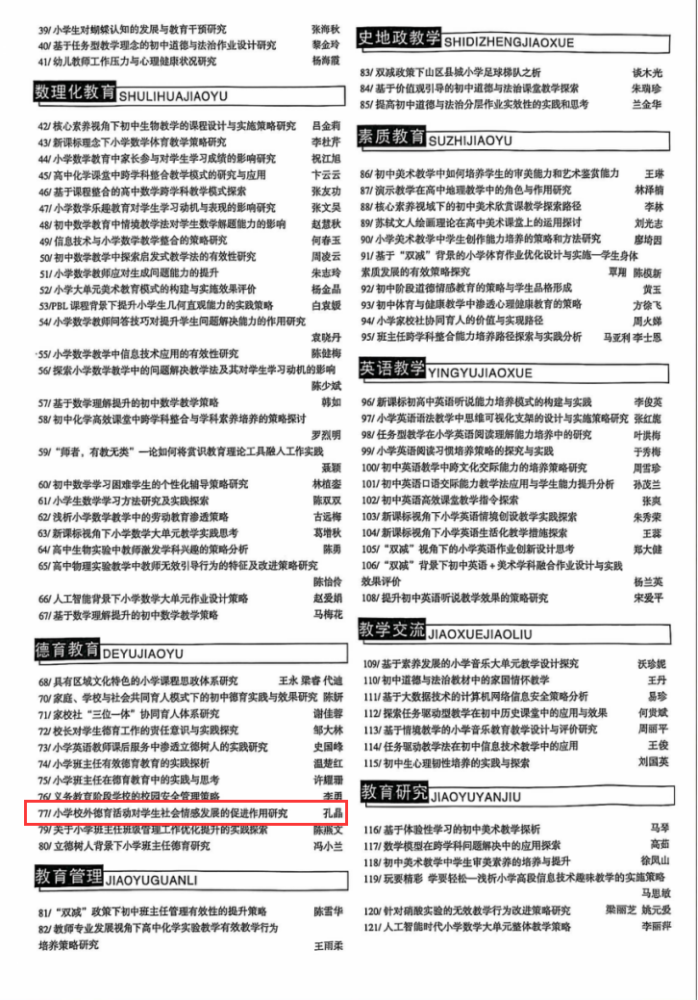 39/ 小学生对蝴蝶认知的发展与教育干预研究 张海秋
40/ 基于任务型教学理念的初中道德与法治作业设计研究 黎金玲
41/ 幼儿教师工作压力与心理健康状况研究 杨海霞
数理化教育 SHULIHUAJIAOYU
42/ 核心素养视角下初中生物教学的课程设计与实施策略研究 吕金莉
43/ 新课标理念下小学数学体育教学策略研究 李杜芹
44/ 小学数学教育中家长参与对学生学习成绩的影响研究 祝江旭
45/ 高中化学课堂中跨学科整合教学模式的研究与应用 卞云云
46/ 基于课程整合的高中数学跨学科教学模式探索 张友功
47/ 小学数学乐趣教育对学生学习动机与表现的影响研究 张文昊
48/ 初中数学教育中情境教学法对学生数学解题能力的影响 赵慧秋
49/ 信息技术与小学数学教学整合的策略研究 何春玉
50/ 初中数学教学中探索启发式教学法的有效性研究 周凌云
51/ 小学数学教师应对生成问题能力的提升 朱志玲
52/ 小学大单元美术教育模式的构建与实施效果评价 杨金晶
53/PBL 课程背景下提升小学生几何直观能力的实践策略 白袁媛
54/ 小学数学教师问答技巧对提升学生问题解决能力的作用研究
袁晓丹
55/ 小学数学教学中信息技术应用的有效性研究 陈健梅
56/ 探索小学数学教学中的问题解决教学法及其对学生学习动机的影响
陈少斌
57/ 基于数学理解提升的初中数学教学策略 韩如
58/ 初中化学高效课堂中跨学科整合与学科素养培养的策略探讨
罗烈明
59/ “师者，有教无类”一论如何将赏识教育理论工具融入工作实践
聂颖
60/ 初中数学学习困难学生的个性化辅导策略研究 林植崟
61/ 小学生数学学习方法研究及实践探索 陈双双
62/ 浅析小学数学教学中的劳动教育渗透策略 古远梅
63/ 新课标视角下小学数学大单元教学实践思考 葛增秋
64/ 高中生物实验中教师激发学科兴趣的策略分析 陈勇
65/ 高中物理实验教学中教师无效引导行为的特征及改进策略研究
陈怡伶
66/ 人工智能背景下小学数学大单元作业设计策略 赵爱娟
67/ 基于数学理解提升的初中数学教学策略 马梅花
德育教育 DEYUJIAOYU
68/ 具有区域文化特色的小学课程思政体系研究 王永 梁睿 代迪
70/ 家庭、学校与社会共同育人模式下的初中德育实践与效果研究 陈妍
71/ 家校社“三位一体”协同育人体系研究 谢佳蓉
72/ 校长对学生德育工作的责任意识与实践探究 邹大林
73/ 小学英语教师课后服务中渗透立德树人的实践研究 史国峰
74/ 小学班主任有效德育教育的实践探析 温楚红
75/ 小学班主任在德育教育中的实践与思考 许纙珊
76/ 义务教育阶段学校的校园安全管理策略 李勇
77/ 小学校外德育活动对学生社会情感发展的促进作用研究 孔晶
79/ 关于小学班主任班级管理工作优化提升的实践探索 陈燕文
80/ 立德树人背景下小学班主任德育研究 冯小兰
教育管理 JIAOYUGUANLI
81/ “双减”政策下初中班主任管理有效性的提升策略 陈雪华
82/ 教师专业发展视角下高中化学实验教学有效教学行为
培养策略研究 王雨柔
史地政教学 SHIDIZHENGJIAOXUE
83/ 双减政策下山区县城小学足球梯队之析 谈木光
84/ 基于价值观引导的初中道德与法治课堂教学探索 朱瑞珍
85/ 提高初中道德与法治分层作业实效性的实践和思考 兰金华
素质教育 SUZHIJIAOYU
86/ 初中美术教学中如何培养学生的审美能力和艺术鉴赏能力 王琳
87/ 演示教学在高中地理教学中的角色与作用研究 林泽楠
88/ 核心素养视域下的初中美术欣赏课教学探索路径 李林
89/ 苏轼文人绘画理论在高中美术课堂上的运用探讨 刘光志
90/ 小学美术教学中学生创作能力培养的策略和方法研究 廖琦因
91/ 基于“双减”背景的小学体育作业优化设计与实施—学生身体
素质发展的有效策略探究 覃翔 陈模新
92/ 初中阶段道德情感教育的策略与学生品格形成 黄玉
93/ 初中体育与健康教学中渗透心理健康教育的策略 方徐飞
94/ 小学家校社协同育人的价值与实现路径 周火娣
95/ 班主任跨学科整合能力培养路径探索与实践分析 马亚利 李士恩
英语教学 YINGYUJIAOXUE
96/ 新课标初高中英语听说能力培养模式的构建与实践 李俊英
97/ 小学英语语法教学中思维可视化支架的设计与实施策略研究 张红旎
98/ 任务型教学在小学英语阅读理解能力培养中的研究 叶洪梅
99/ 小学英语阅读习惯培养策略的探究与实践 于秀梅
100/ 初中英语教学中跨文化交际能力的培养策略研究 周雪珍
101/ 初中英语口语交际能力教学法应用与学生能力提升分析 孙茂兰
102/ 初中英语高效课堂教学指令探索 张爽
103/ 新课标视角下小学英语情境创设教学实践探索 朱秀荣
104/ 新课标视角下小学英语生活化教学措施探索 王蓉
105/ “双减”视角下的小学英语作业创新设计思考 郑大健
106/ “双减”背景下初中英语 + 美术学科融合作业设计与实践
效果评价 杨兰英
108/ 提升初中英语听说教学效果的策略研究 宋爱平
教学交流 JIAOXUEJIAOLIU
109/ 基于素养发展的小学音乐大单元教学设计探究 沃珍妮
110/ 初中道德与法治教材中的家国情怀教学 王丹
111/ 基于大数据技术的计算机网络信息安全策略分析 易珍
112/ 探索任务驱动型教学在初中历史课堂中的应用与效果 何贵斌
113/ 基于情境教学的小学音乐教育教学设计与评价研究 周丽平
114/ 任务驱动教学法在初中信息技术教学中的应用 王俊
115/ 初中生心理韧性培养的实践与探索 刘国英
教育研究 JIAOYUYANJIU
116/ 基于体验性学习的初中美术教学探析 马琴
117/ 数学模型在跨学科问题解决中的应用探索 高茹
118/ 初中美术教学中学生审美素养的培养与提升 徐凤山
119/ 玩要精彩 学要轻松—浅析小学高段信息技术趣味教学的实施策略
马思敏
120/ 针对硝酸实验的无效教学行为改进策略研究 梁丽芝 姚元爱
121/ 人工智能时代小学数学大单元整体教学策略 李丽萍